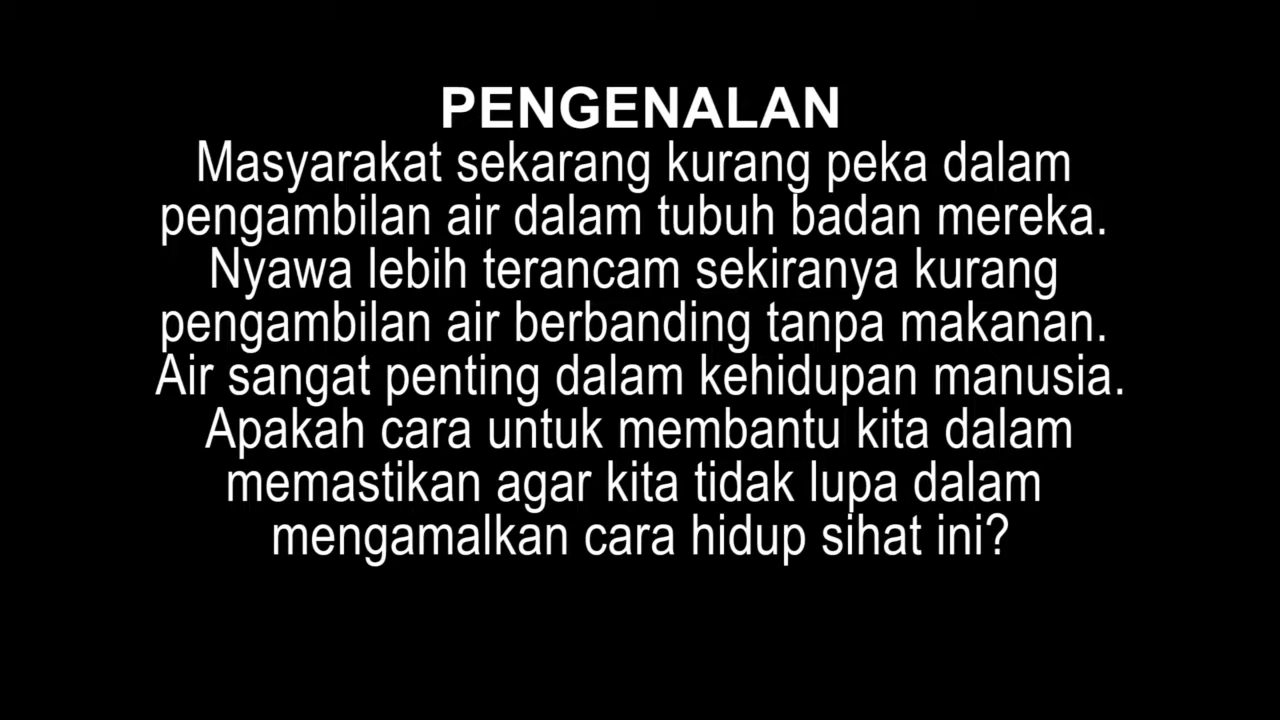 PENGENALAN
Masyarakat sekarang kurang peka dalam
pengambilan air dalam tubuh badan mereka.
Nyawa lebih terancam sekiranya kurang
pengambilan air berbanding tanpa makanan.
Air sangat penting dalam kehidupan manusia.
Apakah cara untuk membantu kita dalam
memastikan agar kita tidak lupa dalam
mengamalkan cara hidup sihat ini?